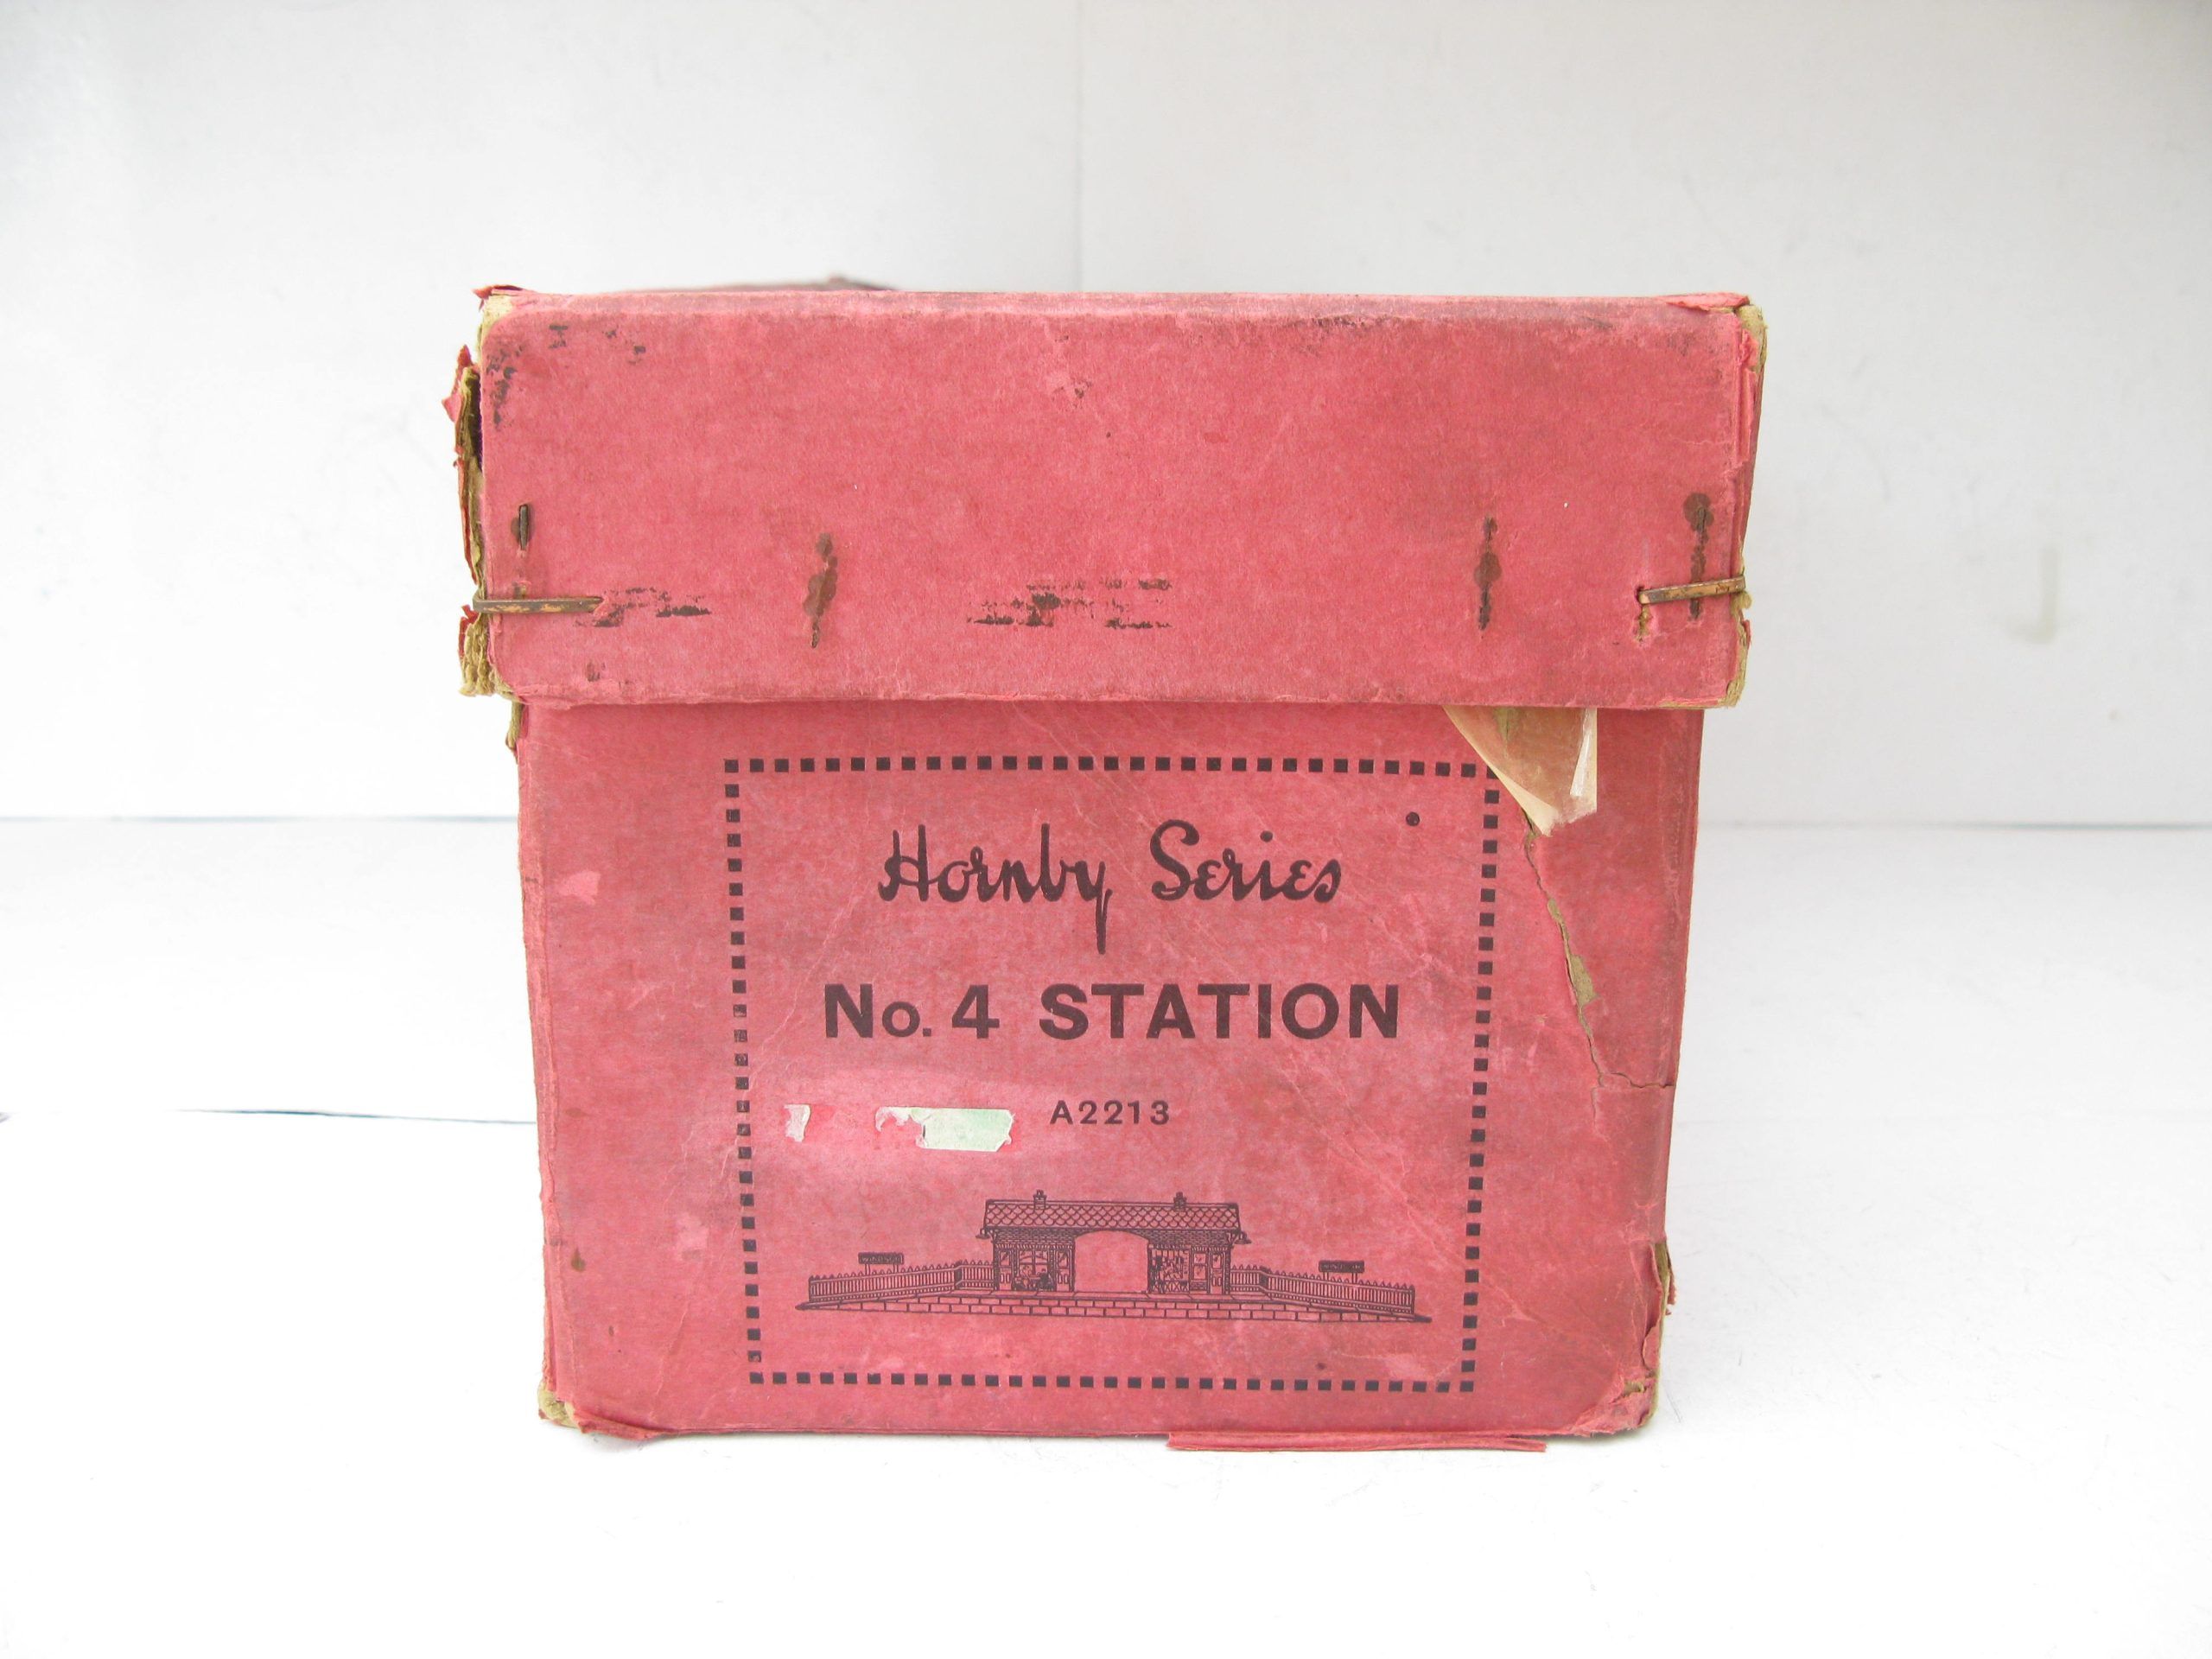 Hornby Series
No. 4 STATION
A2213